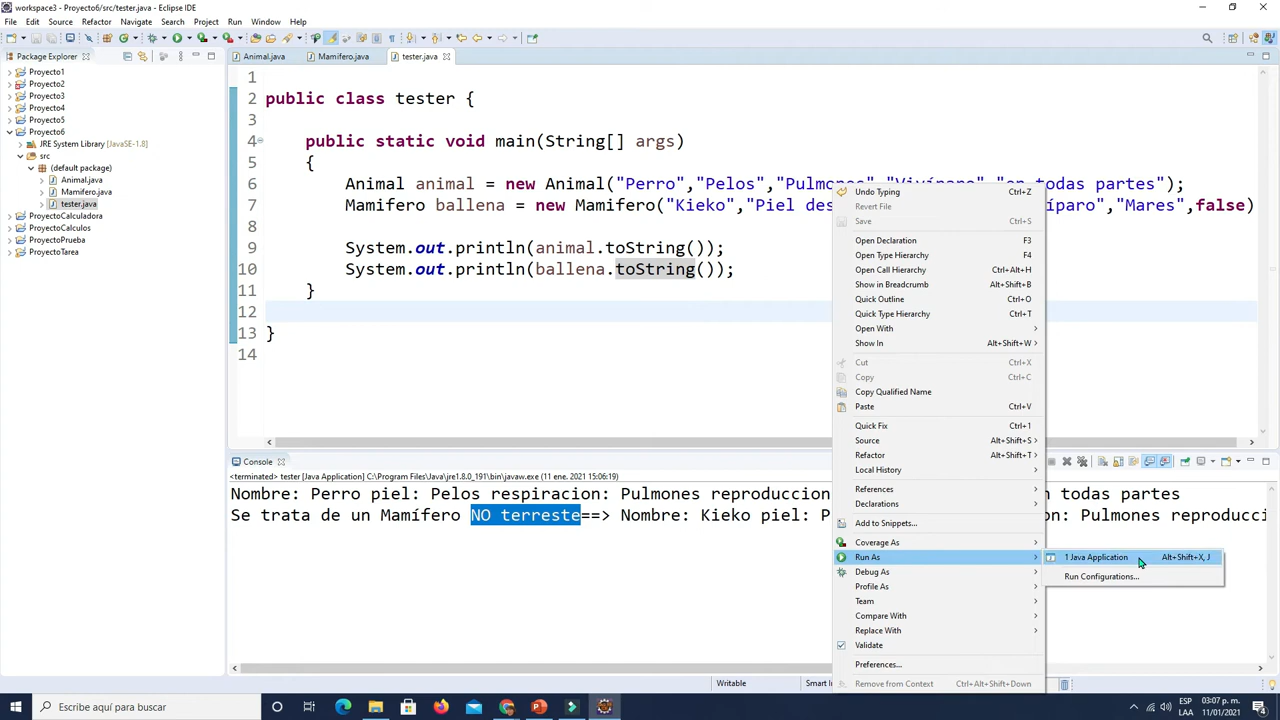 workspace3 - Proyecto6/src/tester.java - Eclipse IDE
File Edit Source Refactor Navigate Search Project Run Window Help
Package Explorer
Animal.java Mamifero.java tester.java
Proyecto1
Proyecto2
Proyecto3
Proyecto4
Proyecto5
Proyecto6
JRE System Library [JavaSE-1.8]
src
(default package)
Animal.java
Mamifero.java
tester.java
ProyectoCalculadora
ProyectoCalculos
ProyectoPrueba
ProyectoTarea
1
2 public class tester {
3
4 public static void main(String[] args)
5 {
6 Animal animal = new Animal("Perro","Pelos","Pulmones","Vivíparo","en todas partes");
7 Mamifero ballena = new Mamifero("Kieko","Piel des íparo","Mares",false)
8
9 System.out.println(animal.toString());
10 System.out.println(ballena.toString());
11 }
12
13 }
14
Undo Typing Ctrl+Z
Revert File
Save Ctrl+S
Open Declaration F3
Open Type Hierarchy F4
Open Call Hierarchy Ctrl+Alt+H
Show in Breadcrumb Alt+Shift+B
Quick Outline Ctrl+O
Quick Type Hierarchy Ctrl+T
Open With
Show In Alt+Shift+W
Cut Ctrl+X
Copy Ctrl+C
Copy Qualified Name
Paste Ctrl+V
Quick Fix Ctrl+1
Source Alt+Shift+S
Refactor Alt+Shift+T
Local History
References
Declarations
Add to Snippets...
Coverage As
Run As
Debug As
Profile As
Team
Compare With
Replace With
Validate
Preferences...
Remove from Context Ctrl+Alt+Shift+Down
1 Java Application Alt+Shift+X, J
Run Configurations...
Console
<terminated> tester [Java Application] C:\Program Files\Java\jre1.8.0_191\bin\javaw.exe (11 ene. 2021 15:06:19)
Nombre: Perro piel: Pelos respiracion: Pulmones reproduccion n todas partes
Se trata de un Mamífero NO terreste==> Nombre: Kieko piel: P on: Pulmones reproducci
Writable Smart In
Escribe aquí para buscar
ESP
LAA
03:07 p. m.
11/01/2021
4